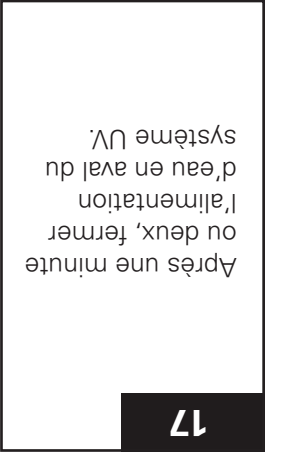 17
Après une minute
ou deux, fermer
l'alimentation
d'eau en aval du
système UV.